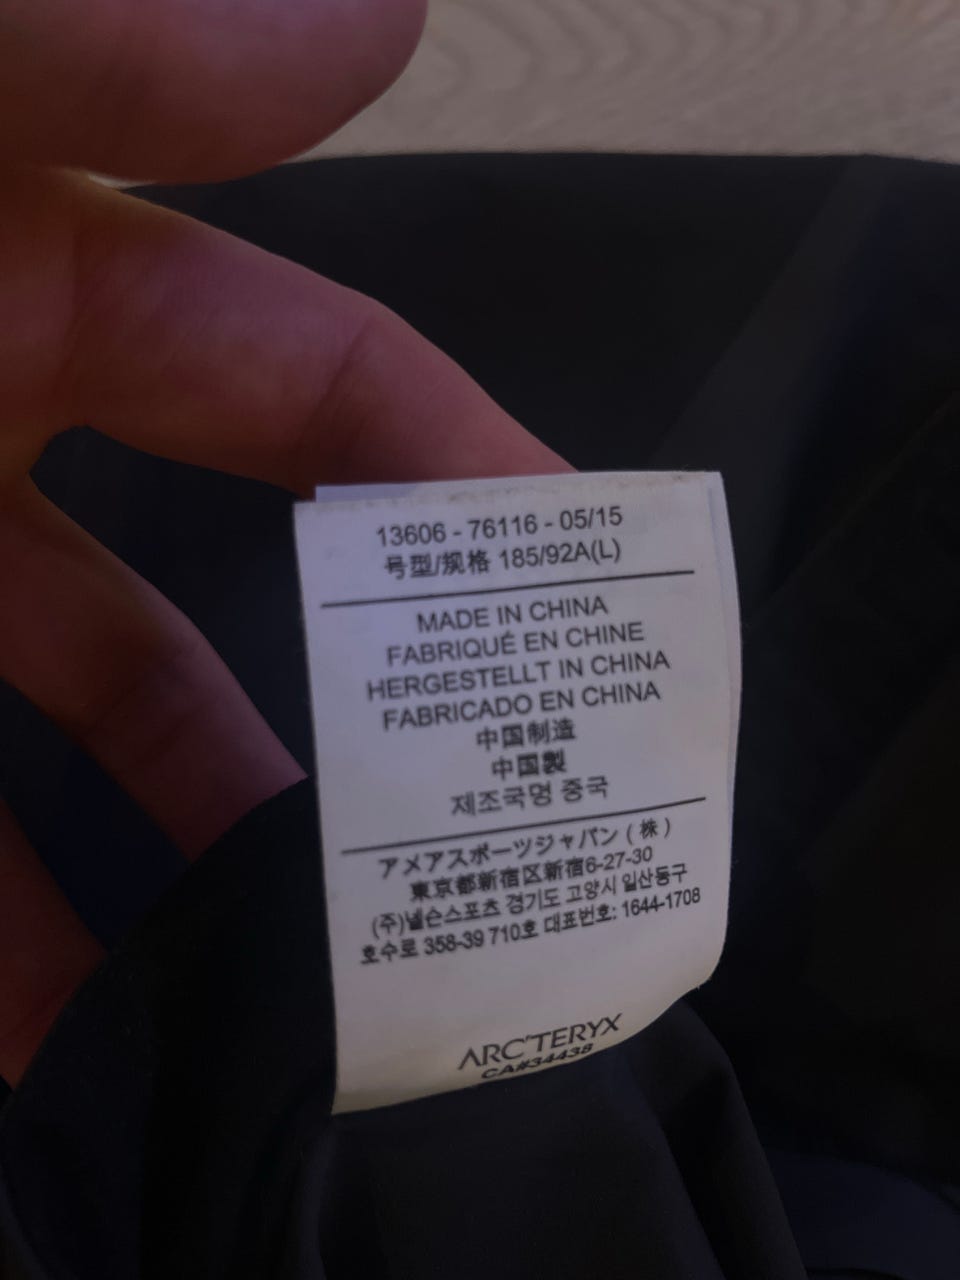 13606 - 76116 - 05/15
号型/规格 185/92A(L)
MADE IN CHINA
FABRIQUÉ EN CHINE
HERGESTELLT IN CHINA
FABRICADO EN CHINA
中国制造
中国製
제조국명 중국
アメアスポーツジャパン ( 株 )
東京都新宿区新宿6-27-30
(주)넬슨스포츠 경기도 고양시 일산동구
호수로 358-39 710호 대표번호: 1644-1708
ARC'TERYX
CA#34438